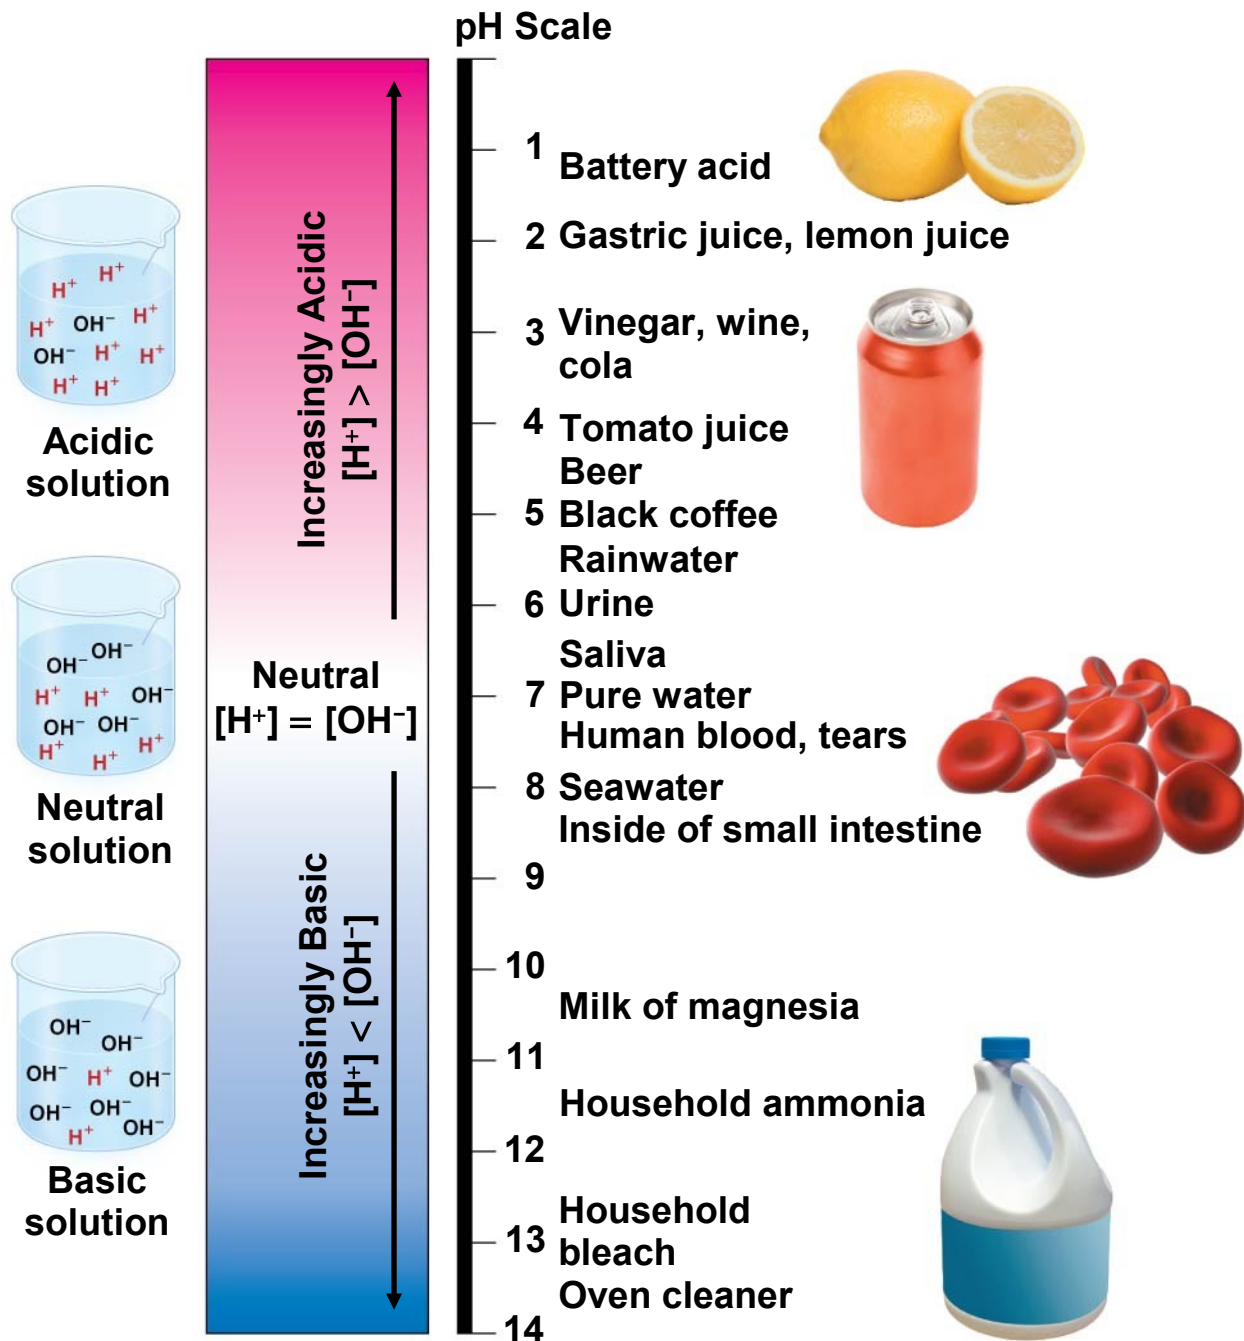 pH Scale
1
Battery acid
2 Gastric juice, lemon juice
3 Vinegar, wine,
cola
4 Tomato juice
Beer
5 Black coffee
Rainwater
6 Urine
Saliva
7 Pure water
Human blood, tears
8 Seawater
Inside of small intestine
9
10
Milk of magnesia
11
Household ammonia
12
Household
13 bleach
Oven cleaner
14
Increasingly Acidic
[H⁺] > [OH⁻]
Neutral
[H⁺] = [OH⁻]
Increasingly Basic
[H⁺] < [OH⁻]
H⁺
H⁺
H⁺ OH⁻ H⁺
OH⁻ H⁺ H⁺
H⁺ H⁺
Acidic
solution
OH⁻ OH⁻
H⁺ H⁺ OH⁻
OH⁻ OH⁻
H⁺ H⁺ H⁺
Neutral
solution
OH⁻
OH⁻
OH⁻ H⁺ OH⁻
OH⁻ OH⁻
H⁺ OH⁻
Basic
solution